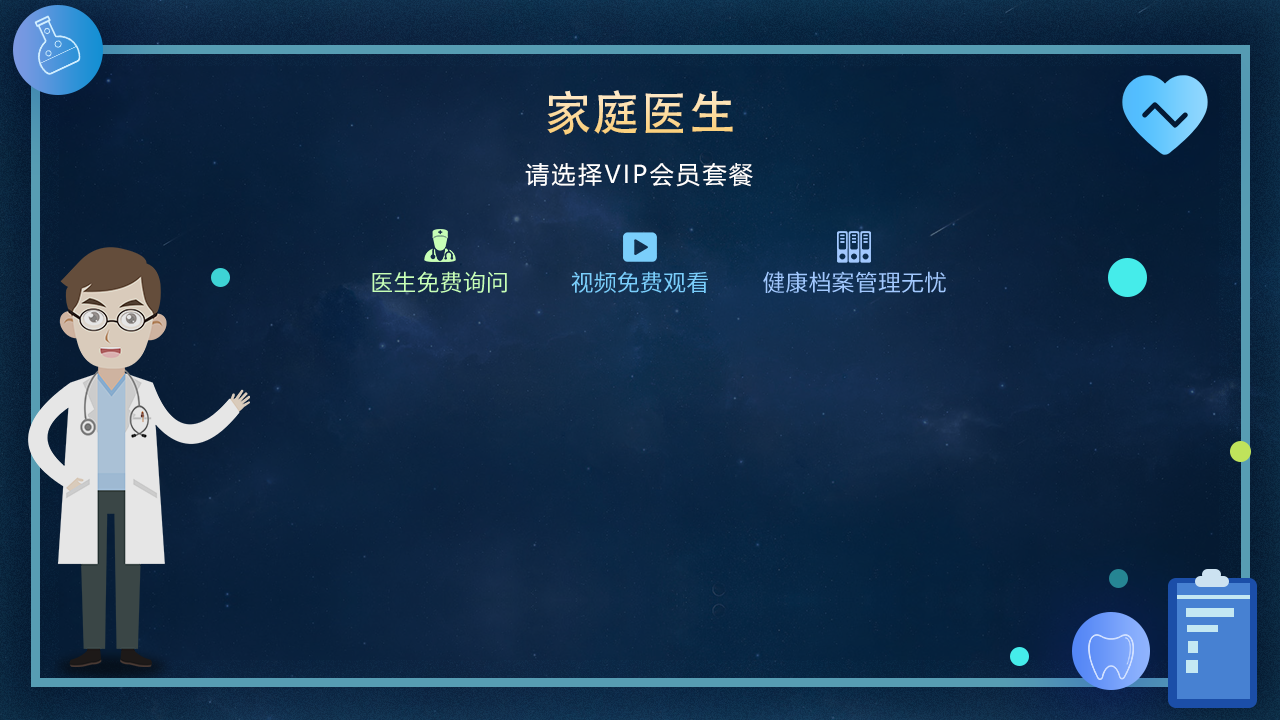 家庭医生
请选择VIP会员套餐
医生免费询问
视频免费观看
健康档案管理无忧